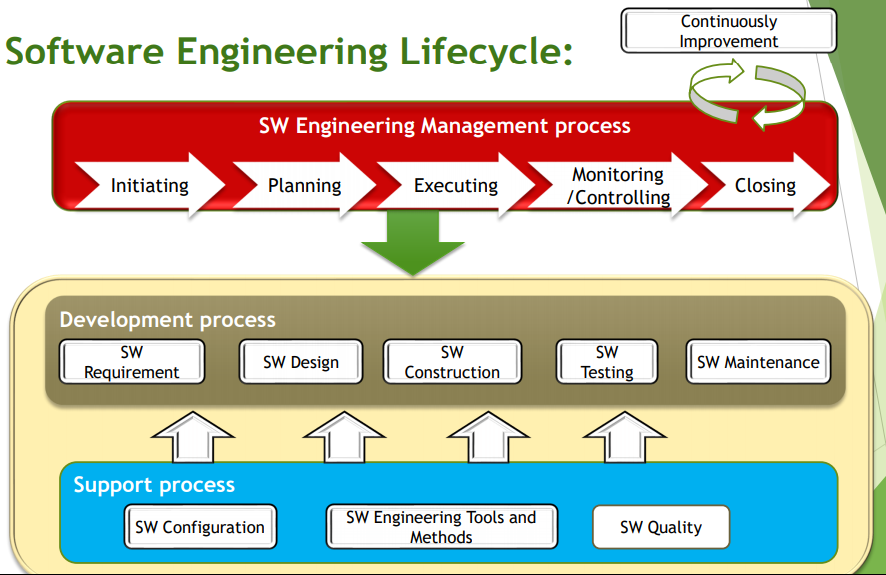 Continuously
Improvement
Software Engineering Lifecycle:
SW Engineering Management process
Initiating
Planning
Executing
Monitoring
/Controlling
Closing
Development process
SW
Requirement
SW Design
SW
Construction
SW
Testing
SW Maintenance
Support process
SW Configuration
SW Engineering Tools and
Methods
SW Quality